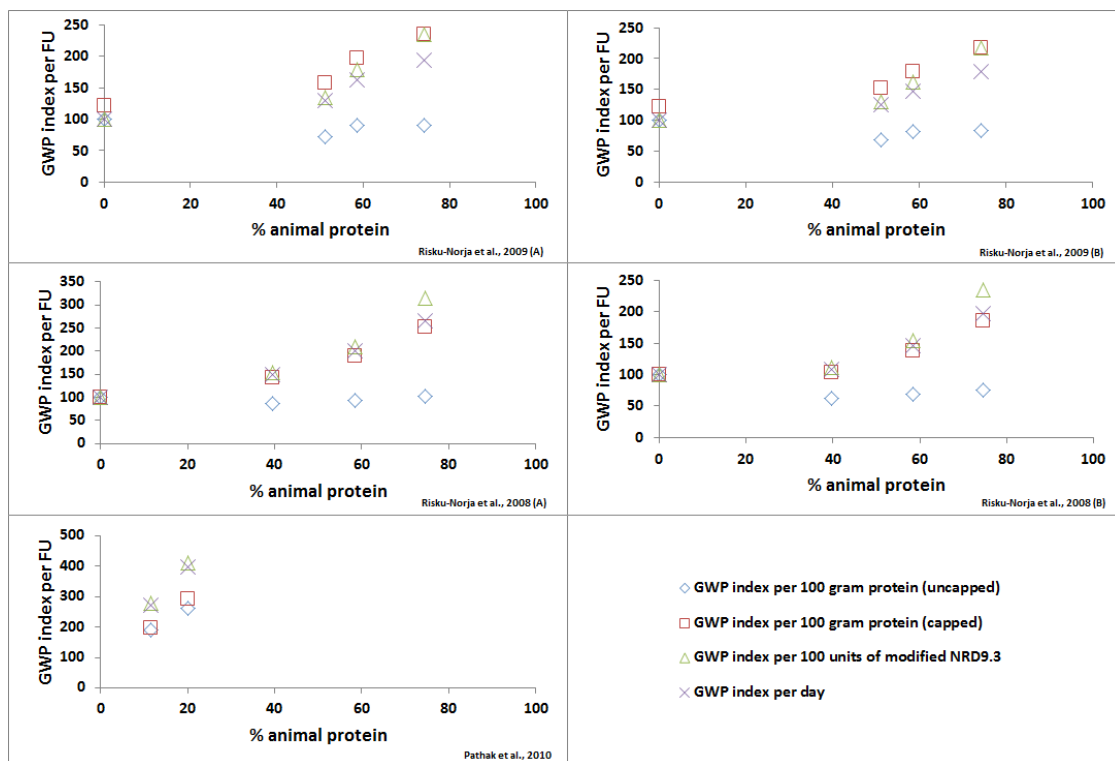 250
200
150
100
50
0
GWP index per FU
0 20 40 60 80 100
% animal protein
Risku-Norja et al., 2009 (A)
250
200
150
100
50
0
GWP index per FU
0 20 40 60 80 100
% animal protein
Risku-Norja et al., 2009 (B)
350
300
250
200
150
100
50
0
GWP index per FU
0 20 40 60 80 100
% animal protein
Risku-Norja et al., 2008 (A)
250
200
150
100
50
0
GWP index per FU
0 20 40 60 80 100
% animal protein
Risku-Norja et al., 2008 (B)
500
400
300
200
100
0
GWP index per FU
0 20 40 60 80 100
% animal protein
Pathak et al., 2010
GWP index per 100 gram protein (uncapped)
GWP index per 100 gram protein (capped)
GWP index per 100 units of modified NRD9.3
GWP index per day